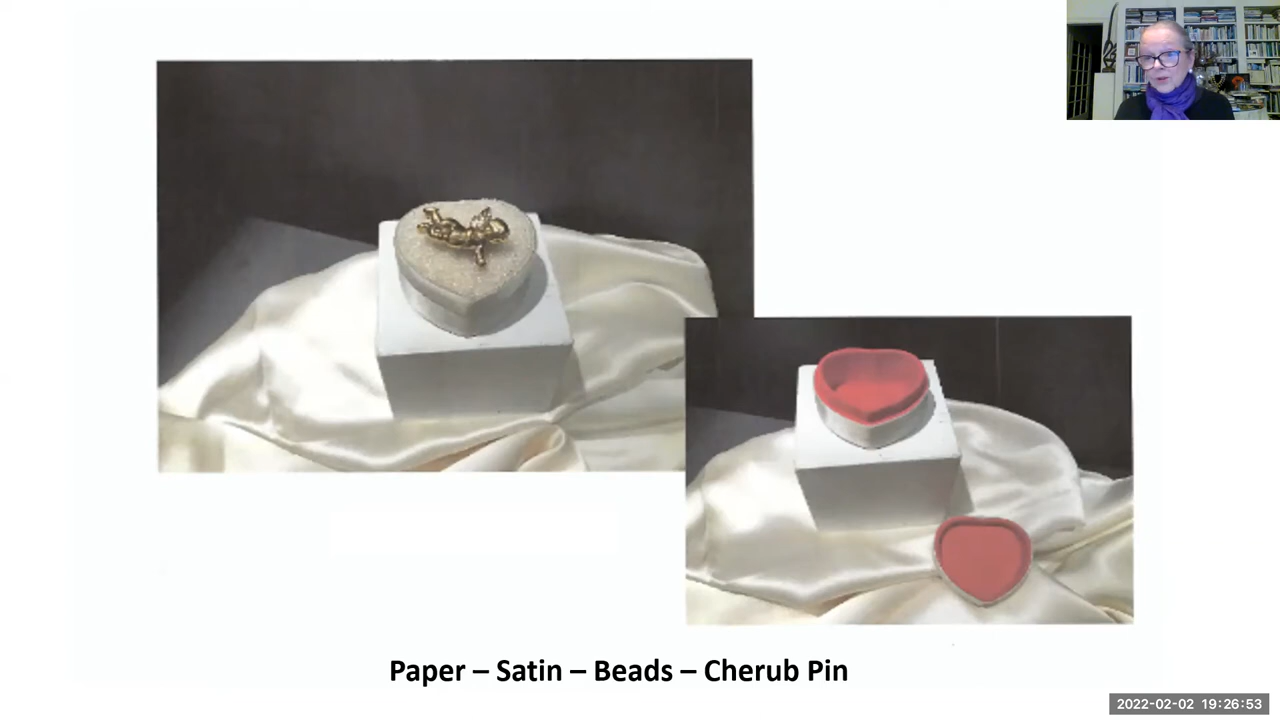 Paper – Satin – Beads – Cherub Pin
2022-02-02 19:26:53